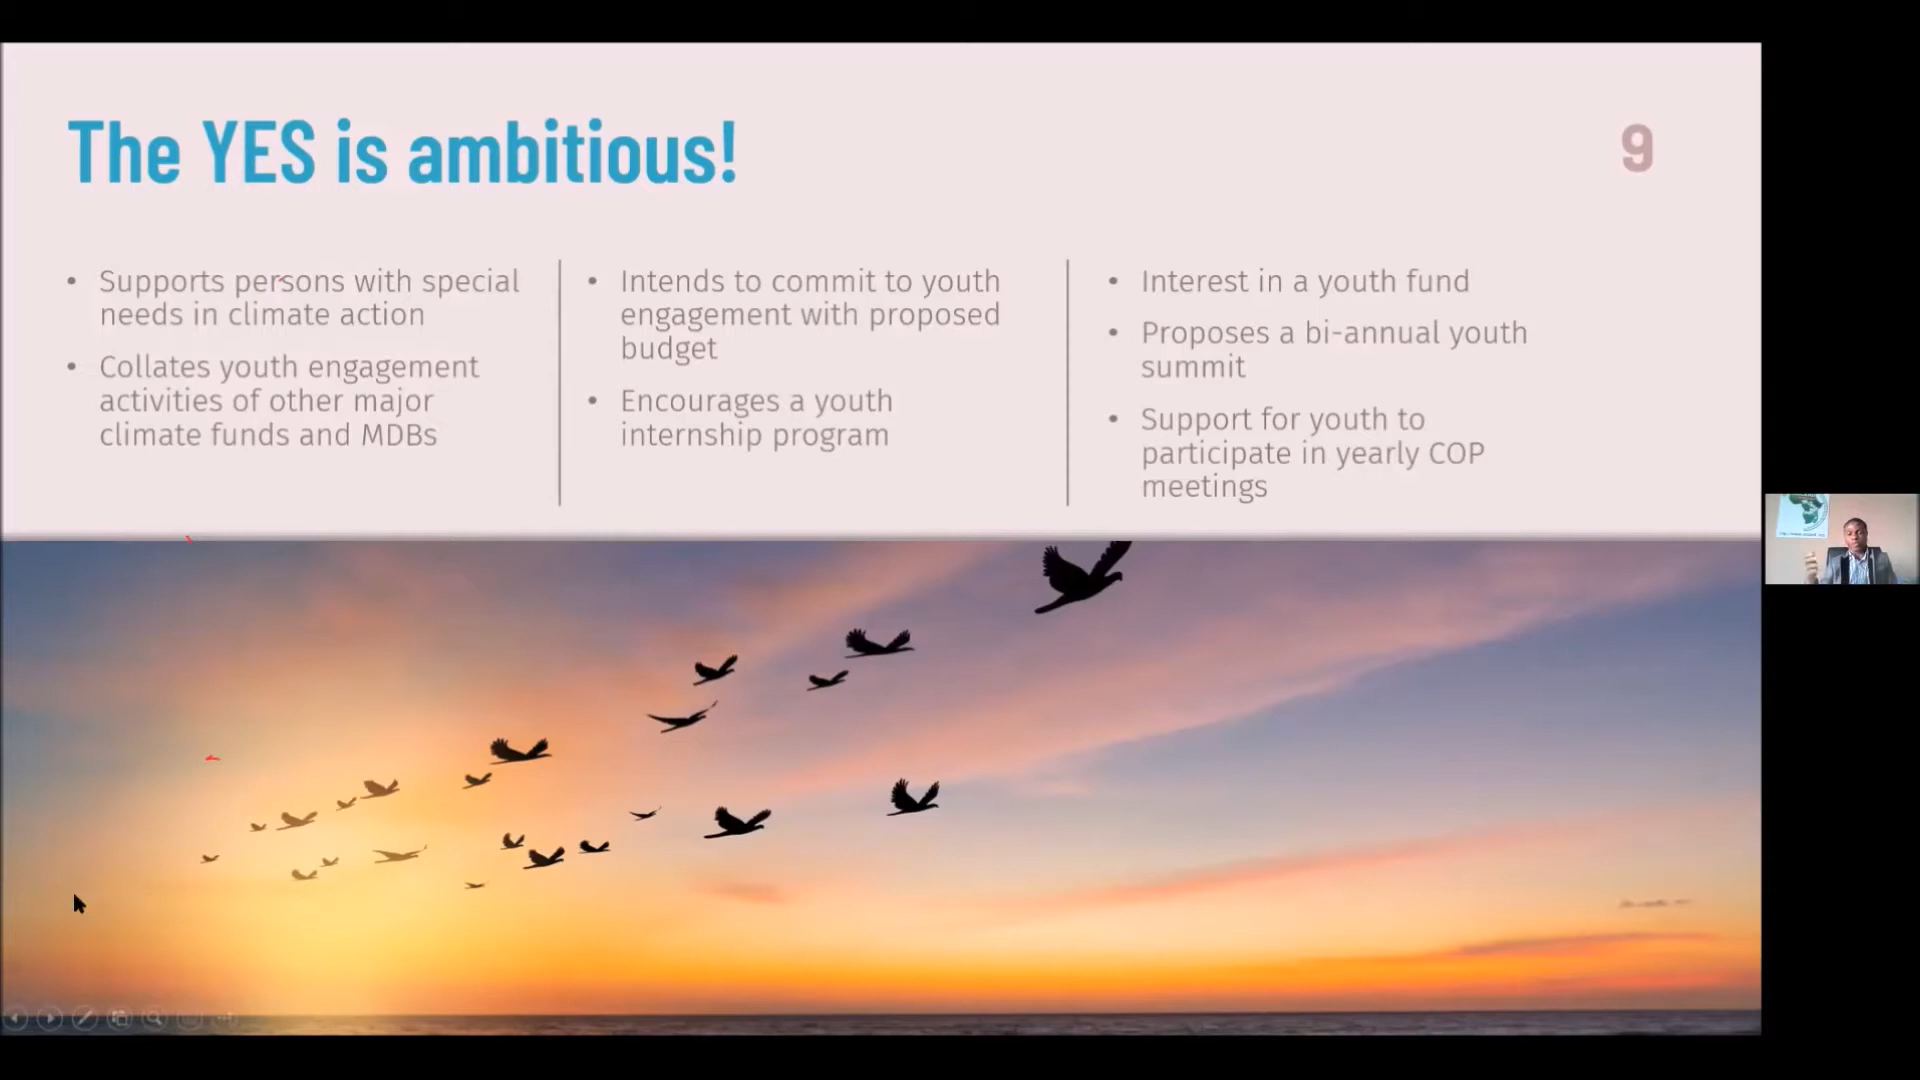 The YES is ambitious!
9
• Supports persons with special
needs in climate action
• Collates youth engagement
activities of other major
climate funds and MDBs
• Intends to commit to youth
engagement with proposed
budget
• Encourages a youth
internship program
• Interest in a youth fund
• Proposes a bi-annual youth
summit
• Support for youth to
participate in yearly COP
meetings